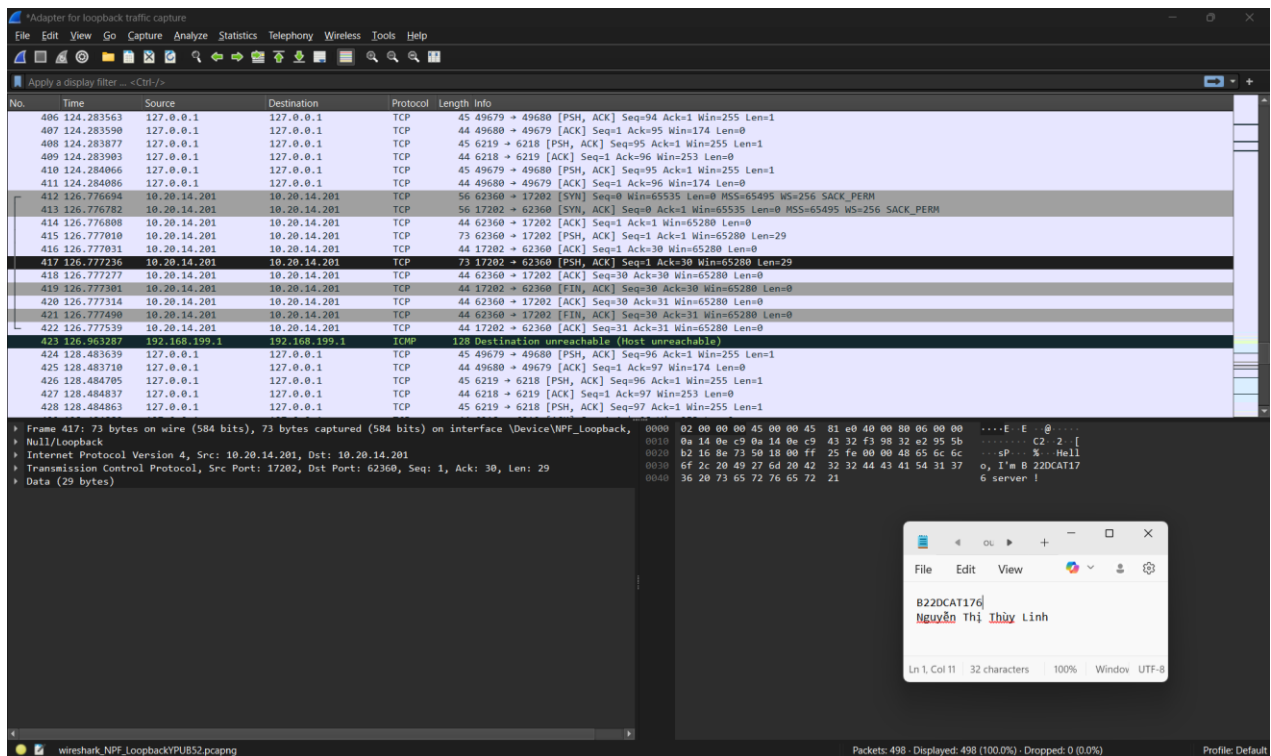 *Adapter for loopback traffic capture
File Edit View Go Capture Analyze Statistics Telephony Wireless Tools Help
Apply a display filter ... <Ctrl-/>
No. Time Source Destination Protocol Length Info
406 124.283563 127.0.0.1 127.0.0.1 TCP 45 49679 → 49680 [PSH, ACK] Seq=94 Ack=1 Win=255 Len=1
407 124.283590 127.0.0.1 127.0.0.1 TCP 44 49680 → 49679 [ACK] Seq=1 Ack=95 Win=174 Len=0
408 124.283877 127.0.0.1 127.0.0.1 TCP 45 6219 → 6218 [PSH, ACK] Seq=95 Ack=1 Win=255 Len=1
409 124.283903 127.0.0.1 127.0.0.1 TCP 44 6218 → 6219 [ACK] Seq=1 Ack=96 Win=253 Len=0
410 124.284066 127.0.0.1 127.0.0.1 TCP 45 49679 → 49680 [PSH, ACK] Seq=95 Ack=1 Win=255 Len=1
411 124.284086 127.0.0.1 127.0.0.1 TCP 44 49680 → 49679 [ACK] Seq=1 Ack=96 Win=174 Len=0
412 126.776694 10.20.14.201 10.20.14.201 TCP 56 62360 → 17202 [SYN] Seq=0 Win=65535 Len=0 MSS=65495 WS=256 SACK_PERM
413 126.776782 10.20.14.201 10.20.14.201 TCP 56 17202 → 62360 [SYN, ACK] Seq=0 Ack=1 Win=65535 Len=0 MSS=65495 WS=256 SACK_PERM
414 126.776808 10.20.14.201 10.20.14.201 TCP 44 62360 → 17202 [ACK] Seq=1 Ack=1 Win=65280 Len=0
415 126.777010 10.20.14.201 10.20.14.201 TCP 73 62360 → 17202 [PSH, ACK] Seq=1 Ack=1 Win=65280 Len=29
416 126.777031 10.20.14.201 10.20.14.201 TCP 44 17202 → 62360 [ACK] Seq=1 Ack=30 Win=65280 Len=0
417 126.777236 10.20.14.201 10.20.14.201 TCP 73 17202 → 62360 [PSH, ACK] Seq=1 Ack=30 Win=65280 Len=29
418 126.777277 10.20.14.201 10.20.14.201 TCP 44 62360 → 17202 [ACK] Seq=30 Ack=30 Win=65280 Len=0
419 126.777301 10.20.14.201 10.20.14.201 TCP 44 17202 → 62360 [FIN, ACK] Seq=30 Ack=30 Win=65280 Len=0
420 126.777314 10.20.14.201 10.20.14.201 TCP 44 62360 → 17202 [ACK] Seq=30 Ack=31 Win=65280 Len=0
421 126.777490 10.20.14.201 10.20.14.201 TCP 44 62360 → 17202 [FIN, ACK] Seq=30 Ack=31 Win=65280 Len=0
422 126.777539 10.20.14.201 10.20.14.201 TCP 44 17202 → 62360 [ACK] Seq=31 Ack=31 Win=65280 Len=0
423 126.963287 192.168.199.1 192.168.199.1 ICMP 128 Destination unreachable (Host unreachable)
424 128.483639 127.0.0.1 127.0.0.1 TCP 45 49679 → 49680 [PSH, ACK] Seq=96 Ack=1 Win=255 Len=1
425 128.483710 127.0.0.1 127.0.0.1 TCP 44 49680 → 49679 [ACK] Seq=1 Ack=97 Win=174 Len=0
426 128.484705 127.0.0.1 127.0.0.1 TCP 45 6219 → 6218 [PSH, ACK] Seq=96 Ack=1 Win=255 Len=1
427 128.484837 127.0.0.1 127.0.0.1 TCP 44 6218 → 6219 [ACK] Seq=1 Ack=97 Win=253 Len=0
428 128.484863 127.0.0.1 127.0.0.1 TCP 45 6219 → 6218 [PSH, ACK] Seq=97 Ack=1 Win=255 Len=1
Frame 417: 73 bytes on wire (584 bits), 73 bytes captured (584 bits) on interface \Device\NPF_Loopback,
Null/Loopback
Internet Protocol Version 4, Src: 10.20.14.201, Dst: 10.20.14.201
Transmission Control Protocol, Src Port: 17202, Dst Port: 62360, Seq: 1, Ack: 30, Len: 29
Data (29 bytes)
0000 02 00 00 00 45 00 00 45 81 e0 40 00 80 06 00 00 ····E··E ··@·····
0010 0a 14 0e c9 0a 14 0e c9 43 32 f3 98 32 e2 95 5b ········ C2··2··[
0020 b2 16 8e 73 50 18 00 ff 25 fe 00 00 48 65 6c 6c ···sP··· %···Hell
0030 6f 2c 20 49 27 6d 20 42 32 32 44 43 41 54 31 37 o, I'm B 22DCAT17
0040 36 20 73 65 72 76 65 72 20 21 6 server !
OL
File Edit View
B22DCAT176
Nguyễn Thị Thùy Linh
Ln 1, Col 11 32 characters 100% Window UTF-8
wireshark_NPF_LoopbackYPUB52.pcapng Packets: 498 · Displayed: 498 (100.0%) · Dropped: 0 (0.0%) Profile: Default